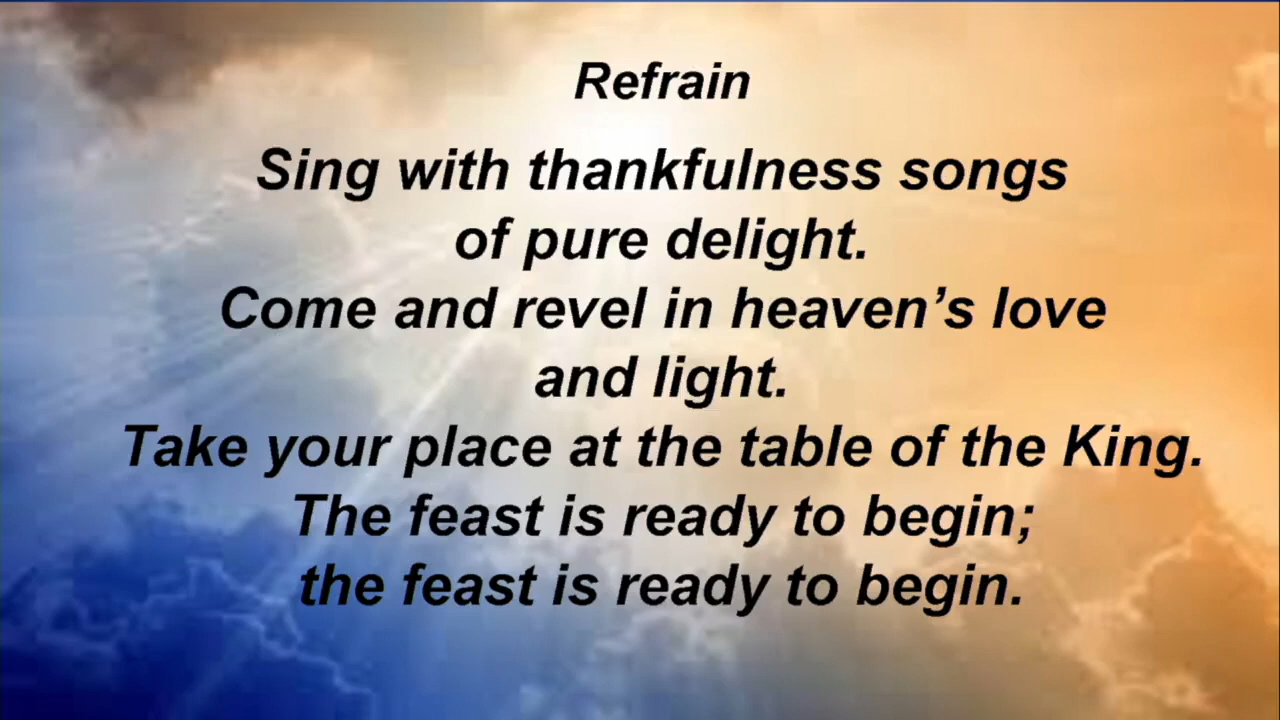 Refrain
Sing with thankfulness songs
of pure delight.
Come and revel in heaven’s love
and light.
Take your place at the table of the King.
The feast is ready to begin;
the feast is ready to begin.